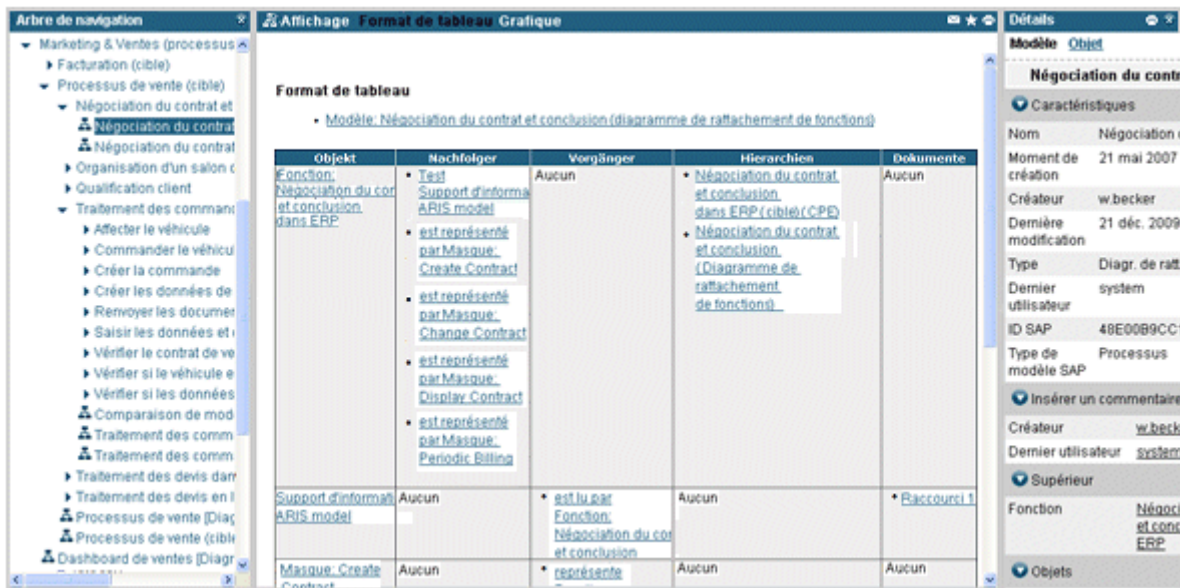 Arbre de navigation
Marketing & Ventes (processus
Facturation (cible)
Processus de vente (cible)
Négociation du contrat et
Négociation du contrat
Négociation du contrat
Organisation d'un salon
Qualification client
Traitement des command
Affecter le véhicule
Commander le véhicul
Créer la commande
Créer les données de
Renvoyer les documen
Saisir les données et
Vérifier le contrat de ve
Vérifier si le véhicule e
Vérifier si les données
Comparaison de mod
Traitement des comm
Traitement des comm
Traitement des devis dan
Traitement des devis en l
Processus de vente [Diag
Processus de vente (cible
Dashboard de ventes [Diagr
Affichage Format de tableau Grafique
Format de tableau
Modèle: Négociation du contrat et conclusion (diagramme de rattachement de fonctions)
Objekt Nachfolger Vorgänger Hierarchien Dokumente
Fonction:
Négociation du con
et conclusion
dans ERP
Test
Support d'informa
ARIS model
est représenté
par Masque:
Create Contract
est représenté
par Masque:
Change Contract
est représenté
par Masque:
Display Contract
est représenté
par Masque:
Periodic Billing
Aucun
Négociation du contrat
et conclusion
dans ERP (cible) (CPE)
Négociation du contrat
et conclusion
(Diagramme de
rattachement
de fonctions)
Aucun
Support d'informati
ARIS model
Aucun
est lu par
Fonction:
Négociation du con
et conclusion
Aucun
Raccourci 1
Masque: Create
Contract
Aucun
représente
Aucun
Aucun
Détails
Modèle Objet
Négociation du contr
Caractéristiques
Nom Négociation
Moment de création 21 mai 2007
Créateur w.becker
Dernière modification 21 déc. 2009
Type Diagr. de ratt
Dernier utilisateur system
ID SAP 48E00B9CC
Type de modèle SAP Processus
Insérer un commentaire
Créateur w.beck
Dernier utilisateur system
Supérieur
Fonction Négoci
et conc
ERP
Objets